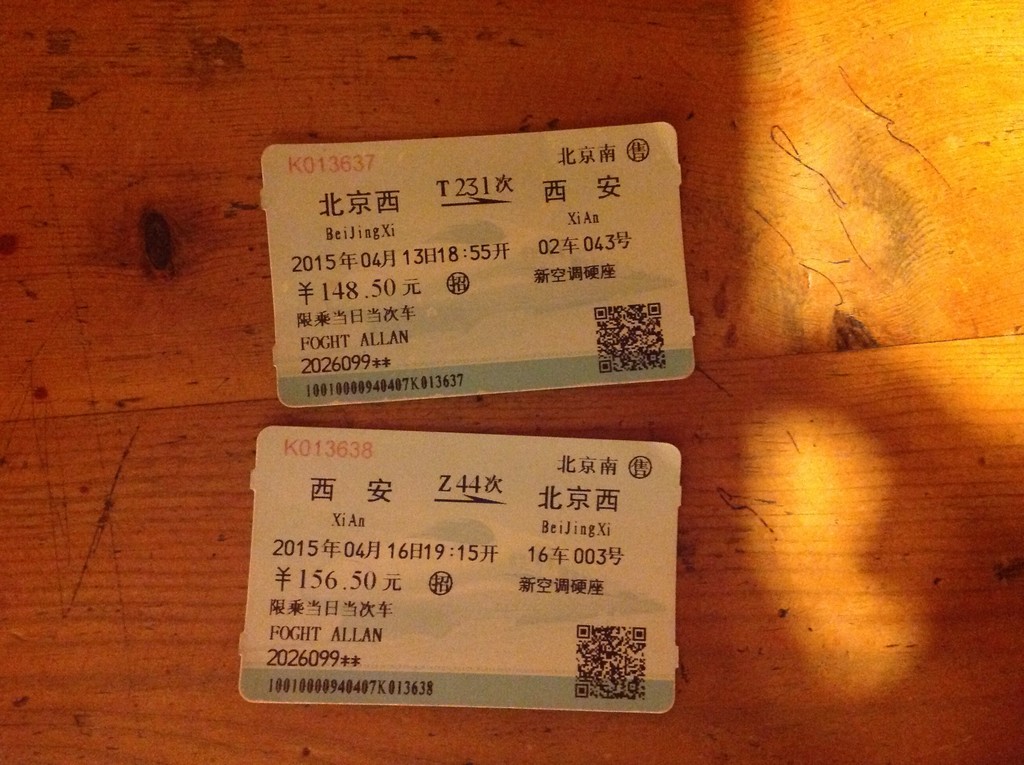 K013637 北京南 售
北京西 T231次 西安
BeiJingXi XiAn
2015年04月13日18:55开 02车043号
¥148.50元 招 新空调硬座
限乘当日当次车
FOGHT ALLAN
2026099**
10010000940407K013637
K013638 北京南 售
西安 Z44次 北京西
XiAn BeiJingXi
2015年04月16日19:15开 16车003号
¥156.50元 招 新空调硬座
限乘当日当次车
FOGHT ALLAN
2026099**
10010000940407K013638